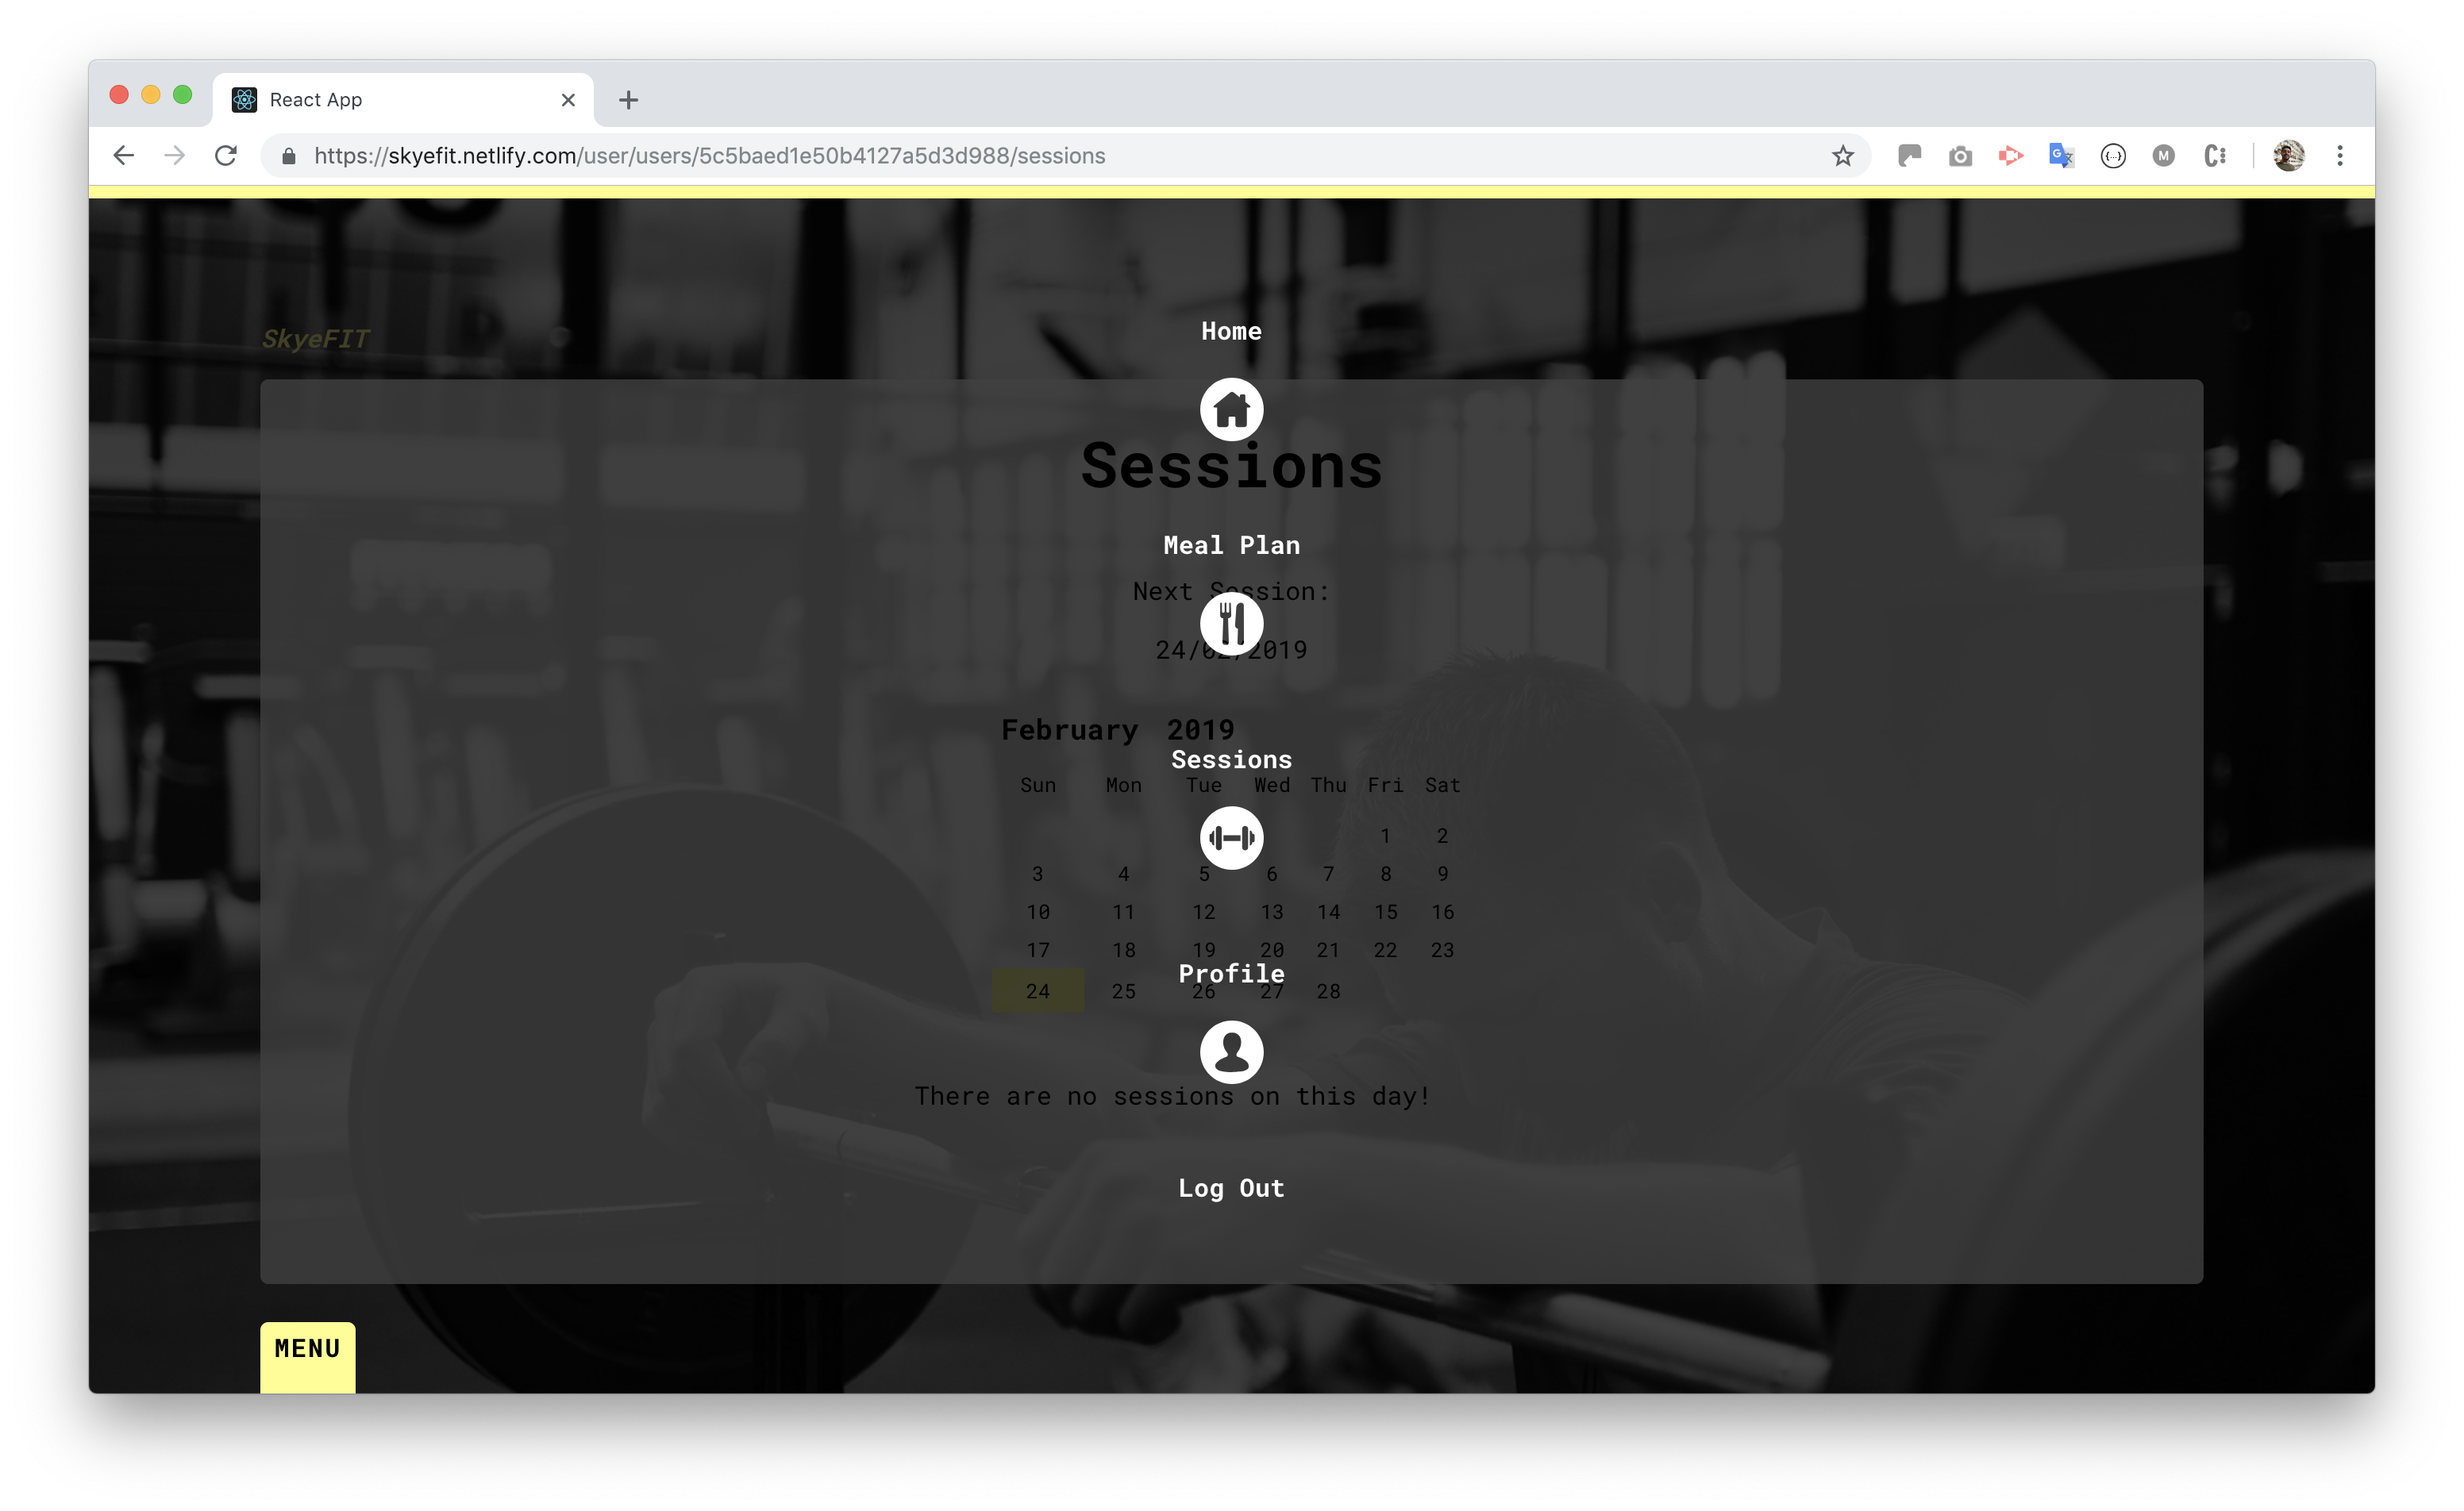 React App
https://skyefit.netlify.com/user/users/5c5baed1e50b4127a5d3d988/sessions
SkyeFIT
Home
Sessions
Meal Plan
Next Session:
24/02/2019
February 2019
Sessions
Sun Mon Tue Wed Thu Fri Sat
1 2
3 4 5 6 7 8 9
10 11 12 13 14 15 16
17 18 19 20 21 22 23
Profile
24 25 26 27 28
There are no sessions on this day!
Log Out
MENU